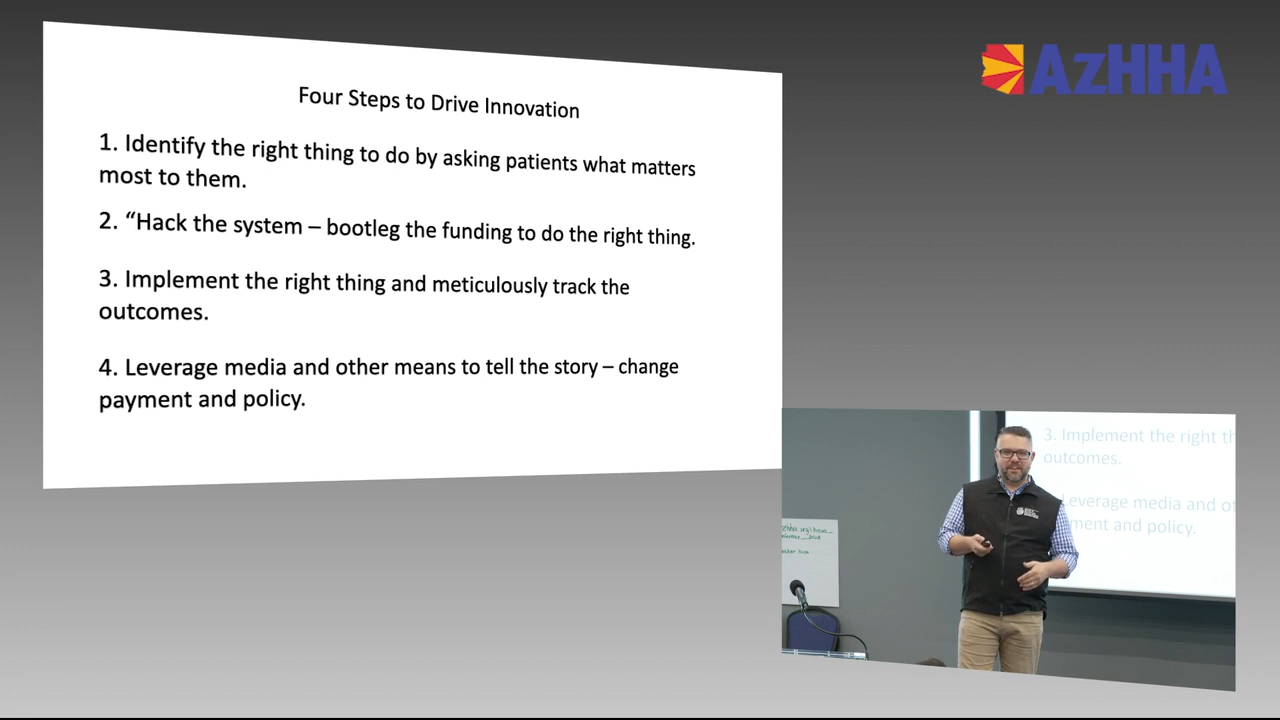 AzHHA
Four Steps to Drive Innovation
1. Identify the right thing to do by asking patients what matters
most to them.
2. “Hack the system – bootleg the funding to do the right thing.
3. Implement the right thing and meticulously track the
outcomes.
4. Leverage media and other means to tell the story – change
payment and policy.
3. Implement the right th
outcomes.
Leverage media and o
ment and policy.